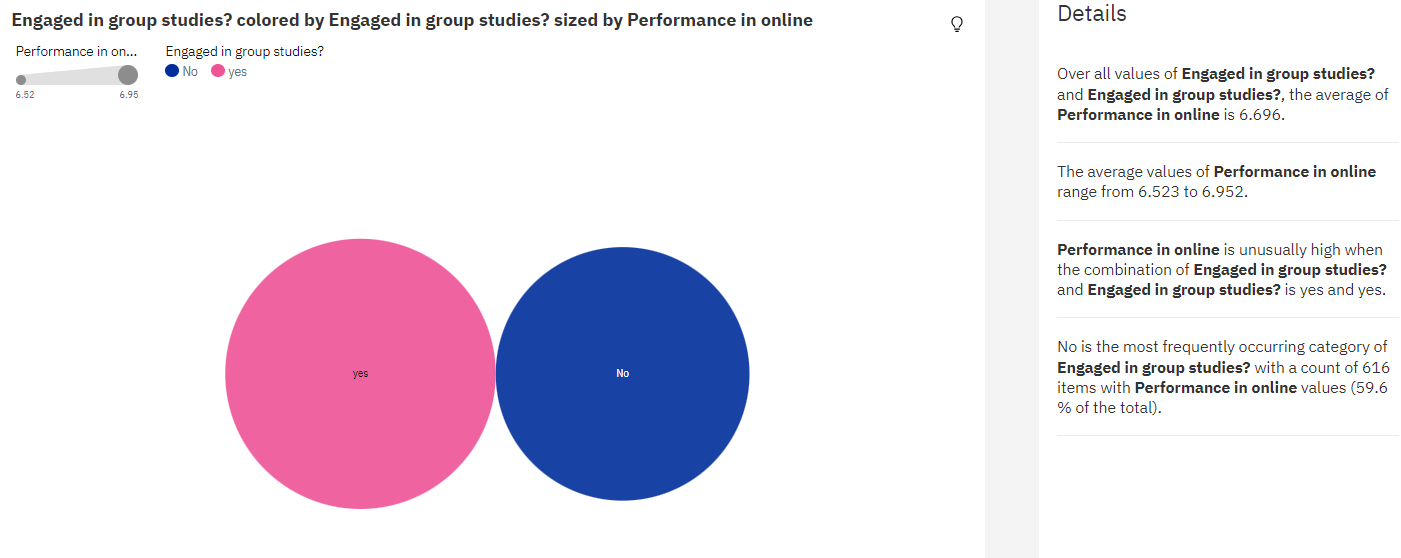 Engaged in group studies? colored by Engaged in group studies? sized by Performance in online
Performance in on...
6.52
6.95
Engaged in group studies?
No
yes
yes
No
Details
Over all values of Engaged in group studies?
and Engaged in group studies?, the average of
Performance in online is 6.696.
The average values of Performance in online
range from 6.523 to 6.952.
Performance in online is unusually high when
the combination of Engaged in group studies?
and Engaged in group studies? is yes and yes.
No is the most frequently occurring category of
Engaged in group studies? with a count of 616
items with Performance in online values (59.6
% of the total).